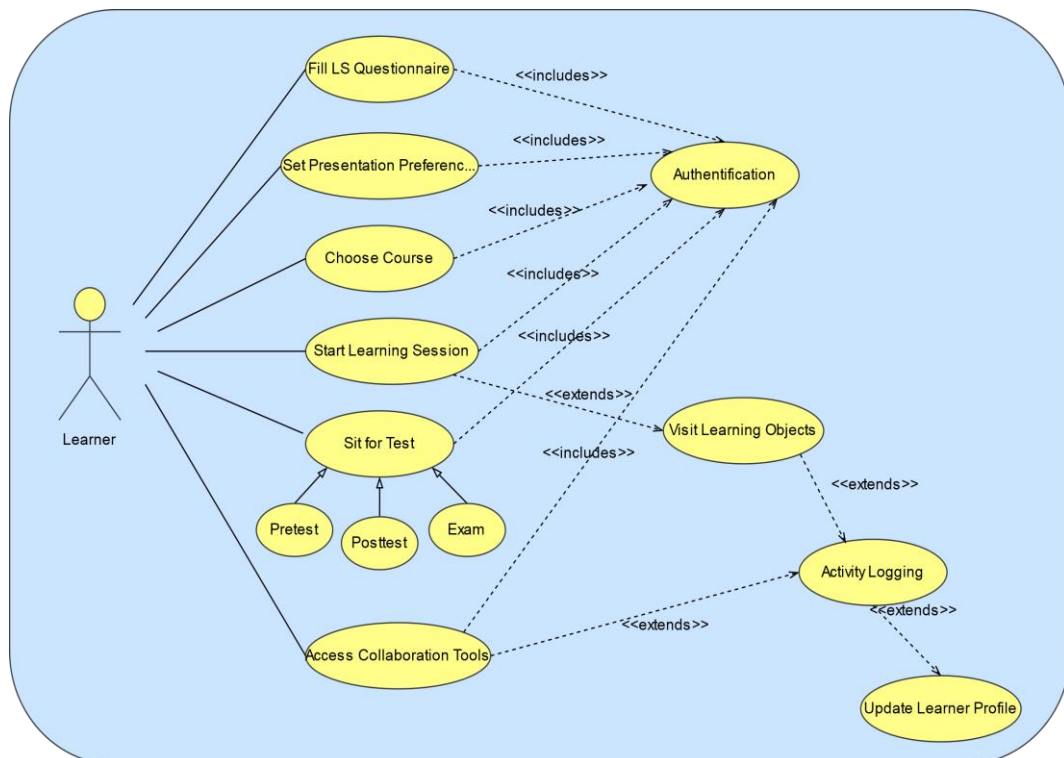 Fill LS Questionnaire
<<includes>>
<<includes>>
Set Presentation Preferenc...
Authentification
<<includes>>
Choose Course
<<includes>>
Start Learning Session
<<includes>>
<<extends>>
Visit Learning Objects
Learner
Sit for Test
<<includes>>
<<extends>>
Pretest
Posttest
Exam
Activity Logging
<<extends>>
<<extends>>
Access Collaboration Tools
Update Learner Profile